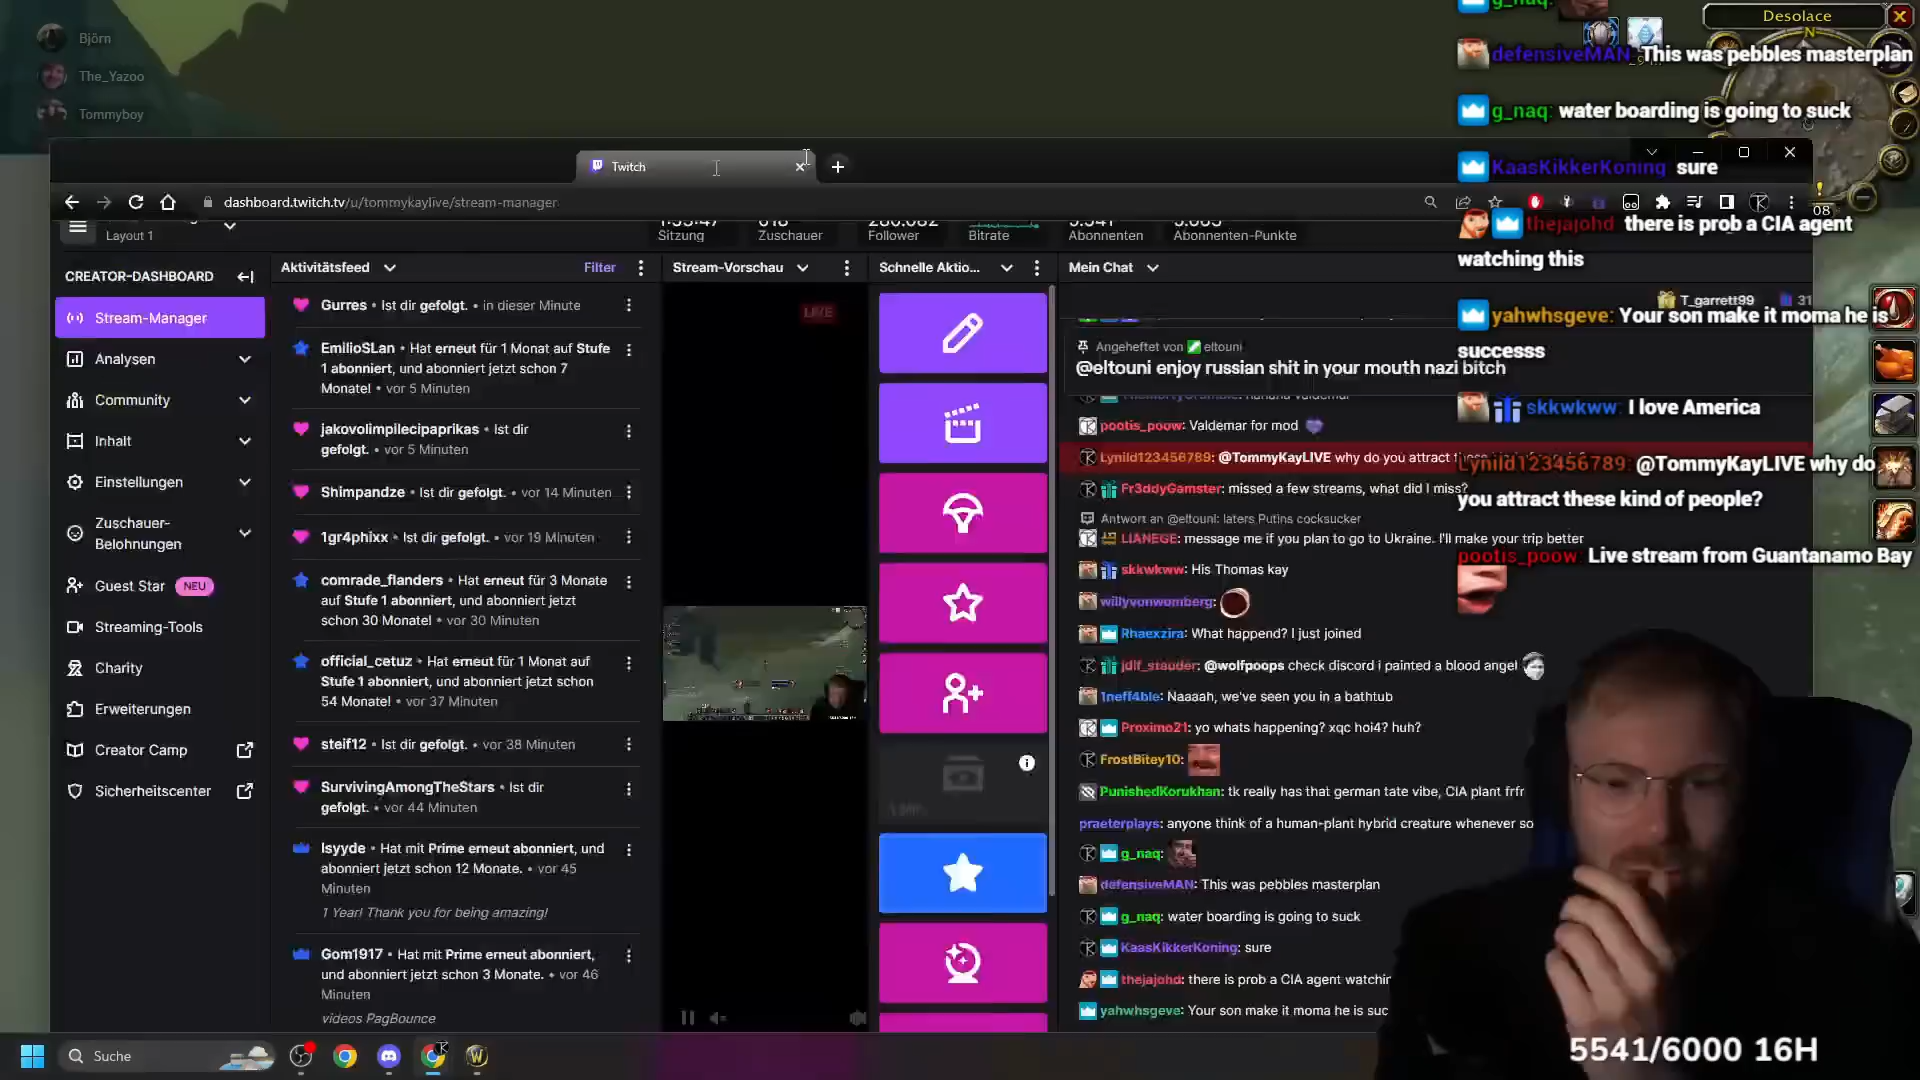 Björn
The_Yazoo
Tommyboy
Desolace
N
Twitch
dashboard.twitch.tv/u/tommykaylive/stream-manager
Layout 1
Sitzung
Zuschauer
Follower
Bitrate
Abonnenten
Abonnenten-Punkte
CREATOR-DASHBOARD
Stream-Manager
Analysen
Community
Inhalt
Einstellungen
Zuschauer-
Belohnungen
Guest Star NEU
Streaming-Tools
Charity
Erweiterungen
Creator Camp
Sicherheitscenter
Aktivitätsfeed
Filter
Gurres • Ist dir gefolgt. • in dieser Minute
EmilioSLan • Hat erneut für 1 Monat auf Stufe
1 abonniert, und abonniert jetzt schon 7
Monate! • vor 5 Minuten
jakovolimpilecipaprikas • Ist dir
gefolgt. • vor 5 Minuten
Shimpandze • Ist dir gefolgt. • vor 14 Minuten
1gr4phixx • Ist dir gefolgt. • vor 19 Minuten
comrade_flanders • Hat erneut für 3 Monate
auf Stufe 1 abonniert, und abonniert jetzt
schon 30 Monate! • vor 30 Minuten
official_cetuz • Hat erneut für 1 Monat auf
Stufe 1 abonniert, und abonniert jetzt schon
54 Monate! • vor 37 Minuten
steif12 • Ist dir gefolgt. • vor 38 Minuten
SurvivingAmongTheStars • Ist dir
gefolgt. • vor 44 Minuten
Isyyde • Hat mit Prime erneut abonniert, und
abonniert jetzt schon 12 Monate. • vor 45
Minuten
1 Year! Thank you for being amazing!
Gom1917 • Hat mit Prime erneut abonniert,
und abonniert jetzt schon 3 Monate. • vor 46
Minuten
videos PagBounce
Stream-Vorschau
LIVE
Schnelle Aktio...
Mein Chat
T_garrett99
31
Angeheftet von eltouni
@eltouni enjoy russian shit in your mouth nazi bitch
pootis_poow: Valdemar for mod
Lynild123456789: @TommyKayLIVE why do you attract
Fr3ddyGamster: missed a few streams, what did I miss?
Antwort an @eltouni: laters Putins cocksucker
LIANEGE: message me if you plan to go to Ukraine. I'll make your trip better
skkwkww: His Thomas kay
willyvonwomberg:
Rhaexzira: What happend? I just joined
jdlf_stauder: @wolfpoops check discord i painted a blood angel
1neff4ble: Naaaah, we've seen you in a bathtub
Proximo21: yo whats happening? xqc hoi4? huh?
FrostBitey10:
PunishedKorukhan: tk really has that german tate vibe, CIA plant frfr
praeterplays: anyone think of a human-plant hybrid creature whenever so
g_naq:
defensiveMAN: This was pebbles masterplan
g_naq: water boarding is going to suck
KaasKikkerKoning: sure
thejajohd: there is prob a CIA agent watchin
yahwhsgeve: Your son make it moma he is suc
g_naq:
defensiveMAN: This was pebbles masterplan
g_naq: water boarding is going to suck
KaasKikkerKoning sure
thejajohd there is prob a CIA agent
watching this
08
yahwhsgeve: Your son make it moma he is
successs
skkwkww: I love America
Lynild123456789: @TommyKayLIVE why do
you attract these kind of people?
pootis_poow: Live stream from Guantanamo Bay
5541/6000 16H
Suche